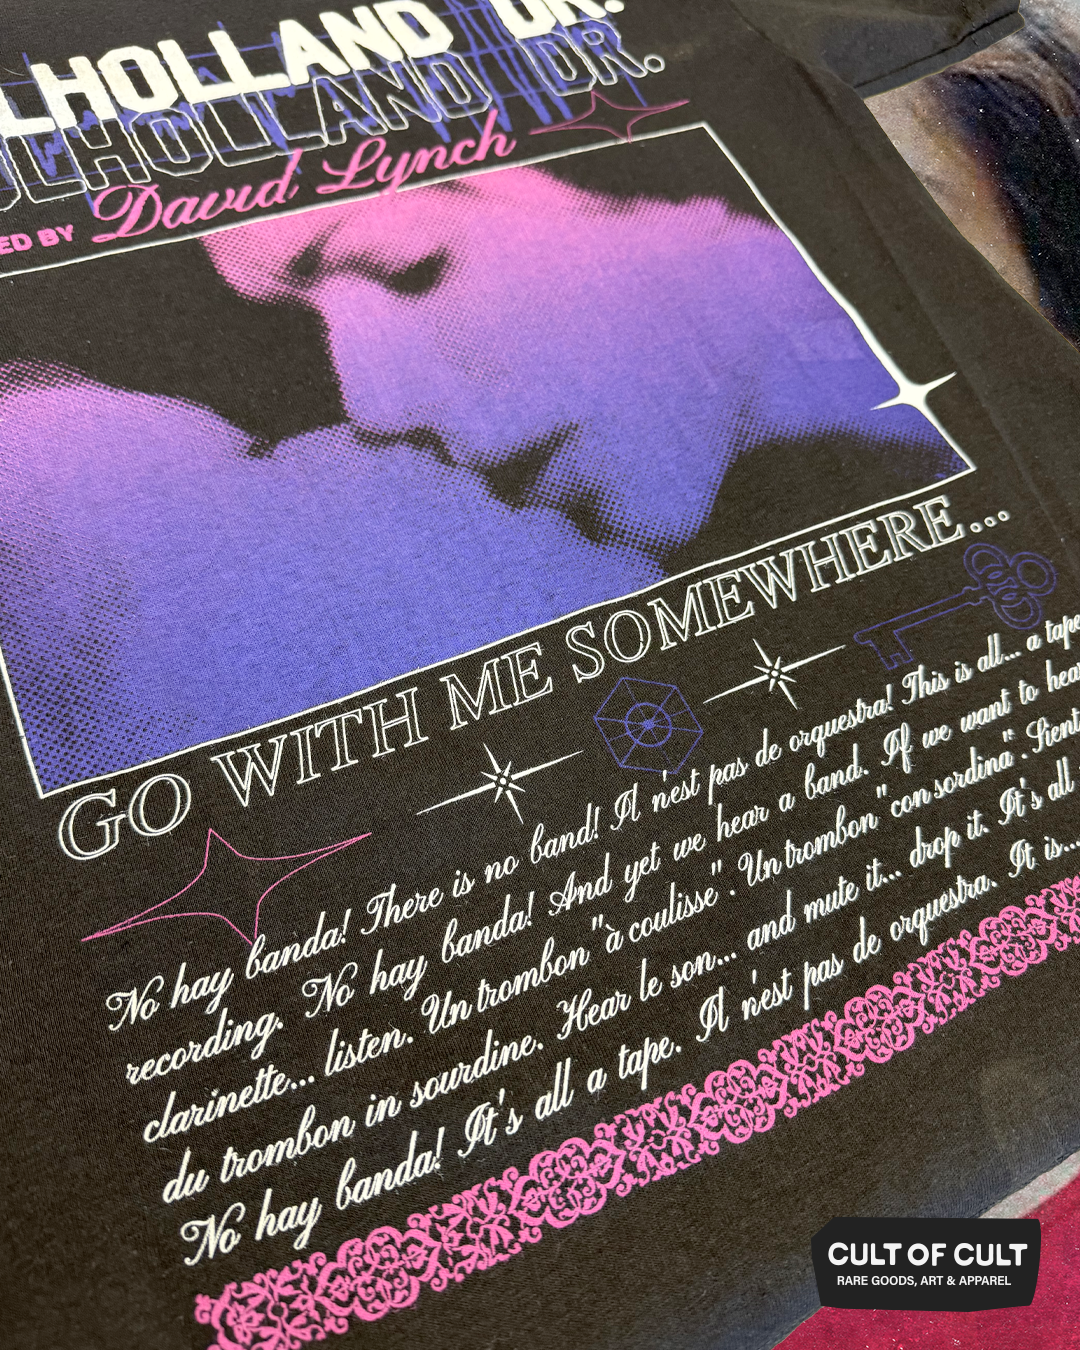 LHOLLAND DR.
ULHOLLAND DR.
ED BY David Lynch
GO WITH ME SOMEWHERE...
No hay banda! There is no band! Il n'est pas de orquestra! This is all... a tape
recording. No hay banda! And yet we hear a band. If we want to hear
clarinette... listen. Un trombon "à coulisse". Un trombon "con sordina". Sient
du trombon in sourdine. Hear le son... and mute it... drop it. It's all
No hay banda! It's all a tape. Il n'est pas de orquestra. It is...
CULT OF CULT
RARE GOODS, ART & APPAREL